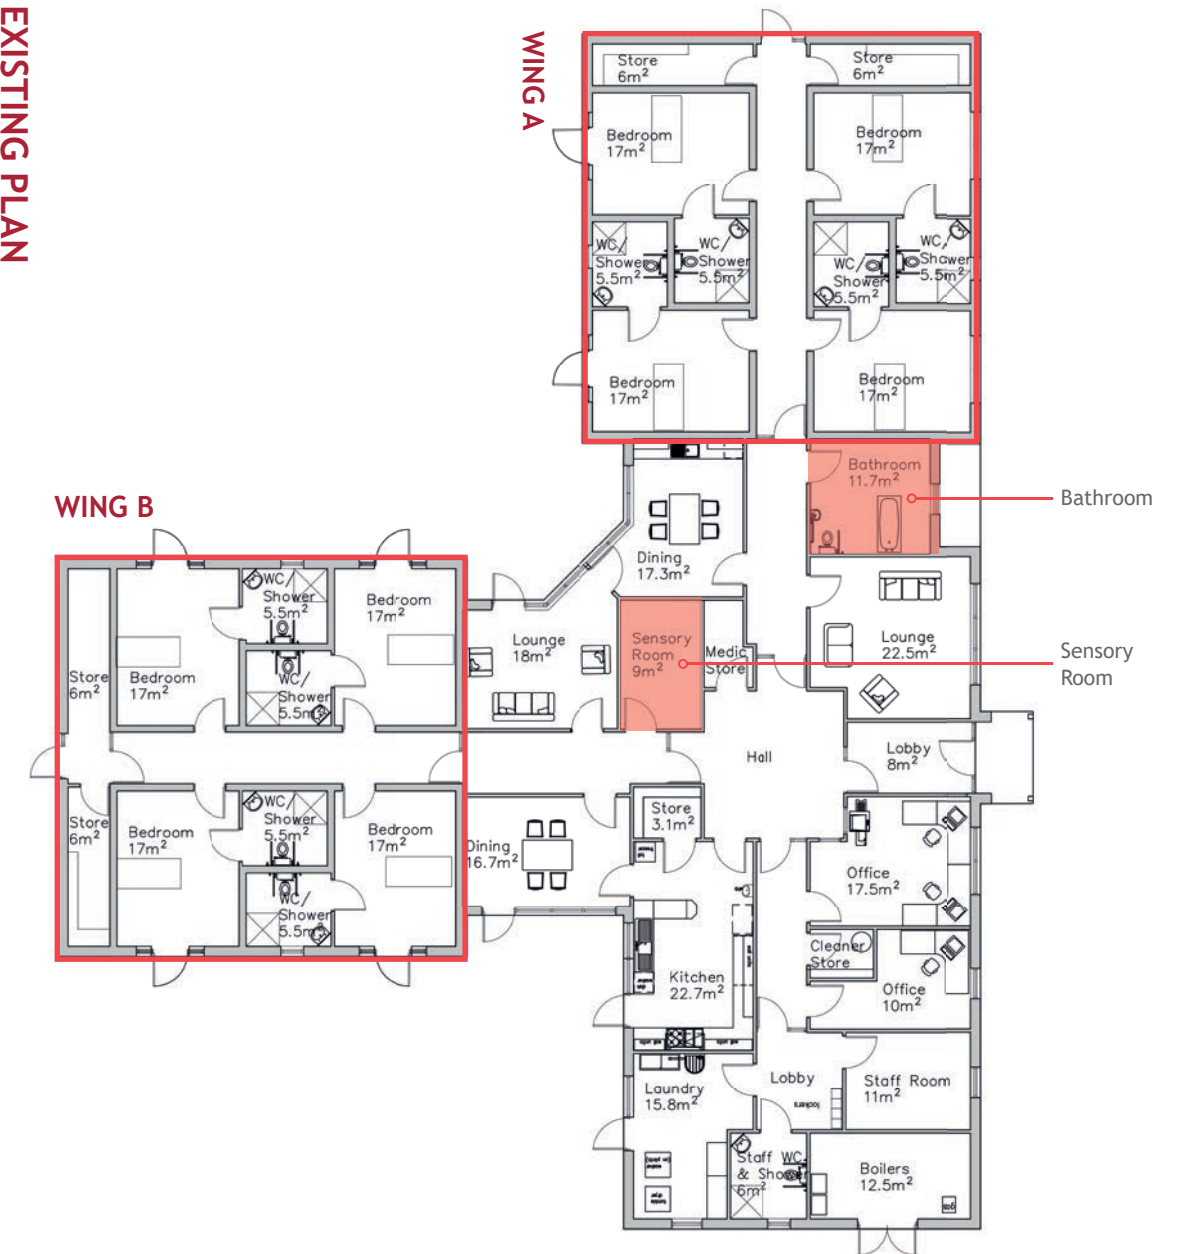 EXISTING PLAN
WING A
Store
6m²
Store
6m²
Bedroom
17m²
Bedroom
17m²
WC/
Shower
5.5m²
WC/
Shower
5.5m²
WC/
Shower
5.5m²
WC/
Shower
5.5m²
Bedroom
17m²
Bedroom
17m²
Bathroom
11.7m²
Bathroom
WING B
Dining
17.3m²
WC/
Shower
5.5m²
Bedroom
17m²
Store
6m²
Bedroom
17m²
WC/
Shower
5.5m²
Lounge
18m²
Sensory
Room
9m²
Medic
Store
Lounge
22.5m²
Sensory
Room
Hall
Lobby
8m²
Store
6m²
Bedroom
17m²
WC/
Shower
5.5m²
Bedroom
17m²
WC/
Shower
5.5m²
Dining
16.7m²
Store
3.1m²
Office
17.5m²
Cleaner
Store
Office
10m²
Kitchen
22.7m²
Laundry
15.8m²
Lobby
lockers
Staff Room
11m²
Staff WC
& Shower
6m²
Boilers
12.5m²